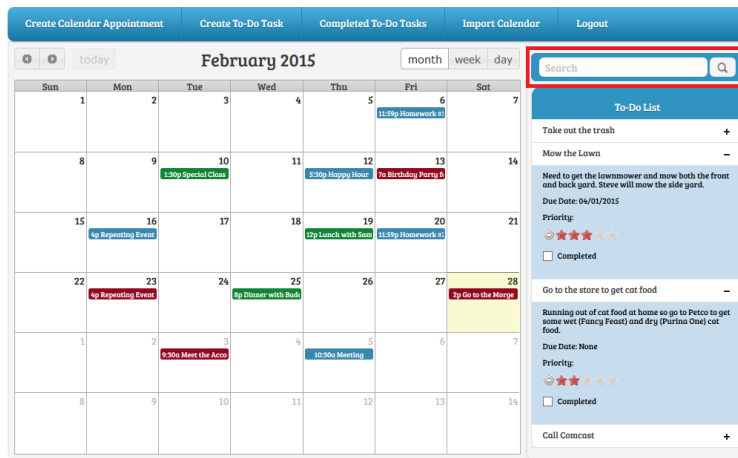 Create Calendar Appointment Create To-Do Task Completed To-Do Tasks Import Calendar Logout
today February 2015 month week day
Search
Sun Mon Tue Wed Thu Fri Sat
1 2 3 4 5 6 7
11:59p Homework #1
8 9 10 11 12 13 14
1:30p Special Class 5:30p Happy Hour 7a Birthday Party
15 16 17 18 19 20 21
4p Repeating Event 12p Lunch with Sam 11:59p Homework #2
22 23 24 25 26 27 28
4p Repeating Event 8p Dinner with Bud 2p Go to the Morge
1 2 3 4 5 6 7
9:30a Meet the Acco 10:30a Meeting
8 9 10 11 12 13 14
To-Do List
Take out the trash +
Mow the Lawn –
Need to get the lawnmower and mow both the front
and back yard. Steve will mow the side yard.
Due Date: 04/01/2015
Priority:
Completed
Go to the store to get cat food –
Running out of cat food at home so go to Petco to get
some wet (Fancy Feast) and dry (Purina One) cat
food.
Due Date: None
Priority:
Completed
Call Comcast +